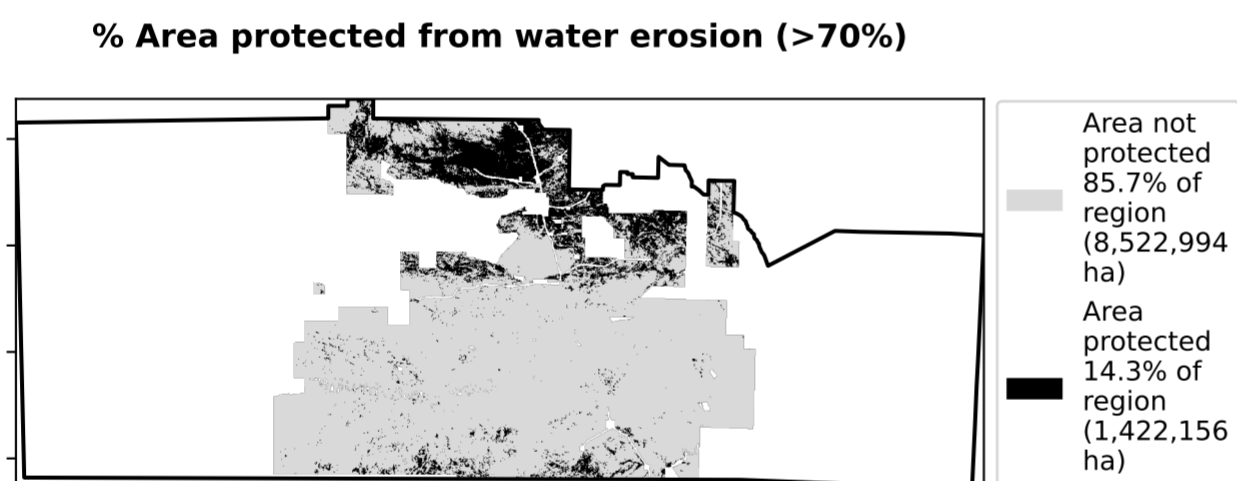 % Area protected from water erosion (>70%)
Area not
protected
85.7% of
region
(8,522,994
ha)
Area
protected
14.3% of
region
(1,422,156
ha)